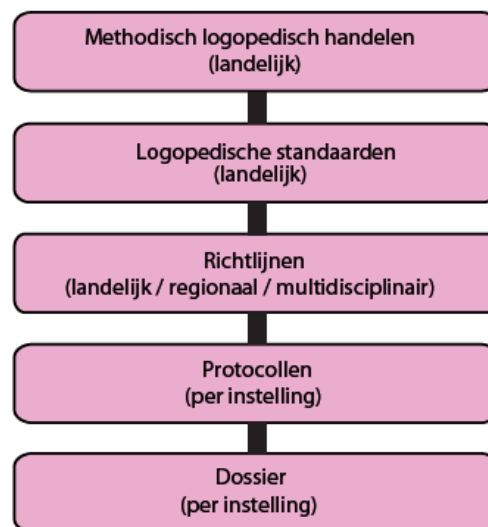 Methodisch logopedisch handelen
(landelijk)
Logopedische standaarden
(landelijk)
Richtlijnen
(landelijk / regionaal / multidisciplinair)
Protocollen
(per instelling)
Dossier
(per instelling)